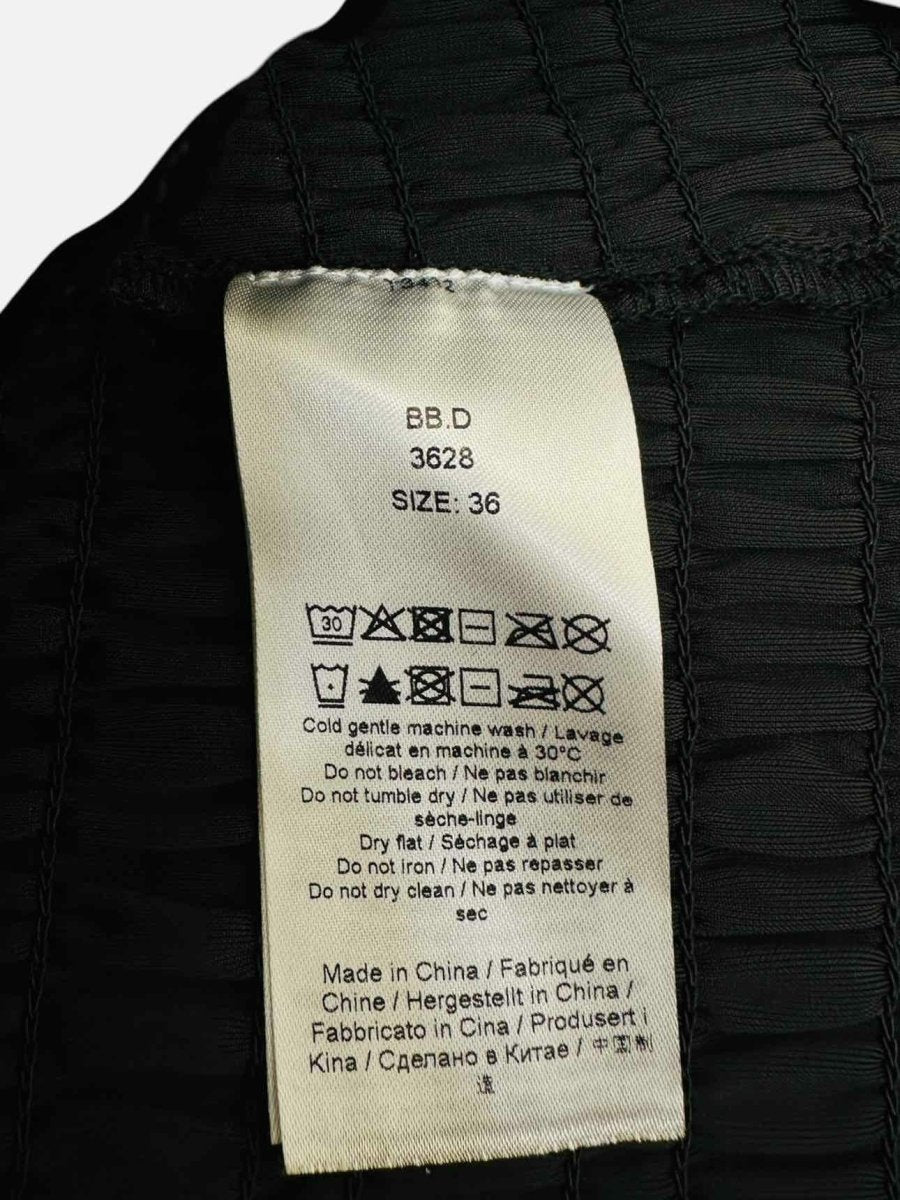 BB.D
3628
SIZE: 36
30
Cold gentle machine wash / Lavage
délicat en machine à 30°C
Do not bleach / Ne pas blanchir
Do not tumble dry / Ne pas utiliser de
sèche-linge
Dry flat / Séchage à plat
Do not iron / Ne pas repasser
Do not dry clean / Ne pas nettoyer à
sec
Made in China / Fabriqué en
Chine / Hergestellt in China /
Fabbricato in Cina / Produsert i
Kina / Сделано в Китае / 中国制
造